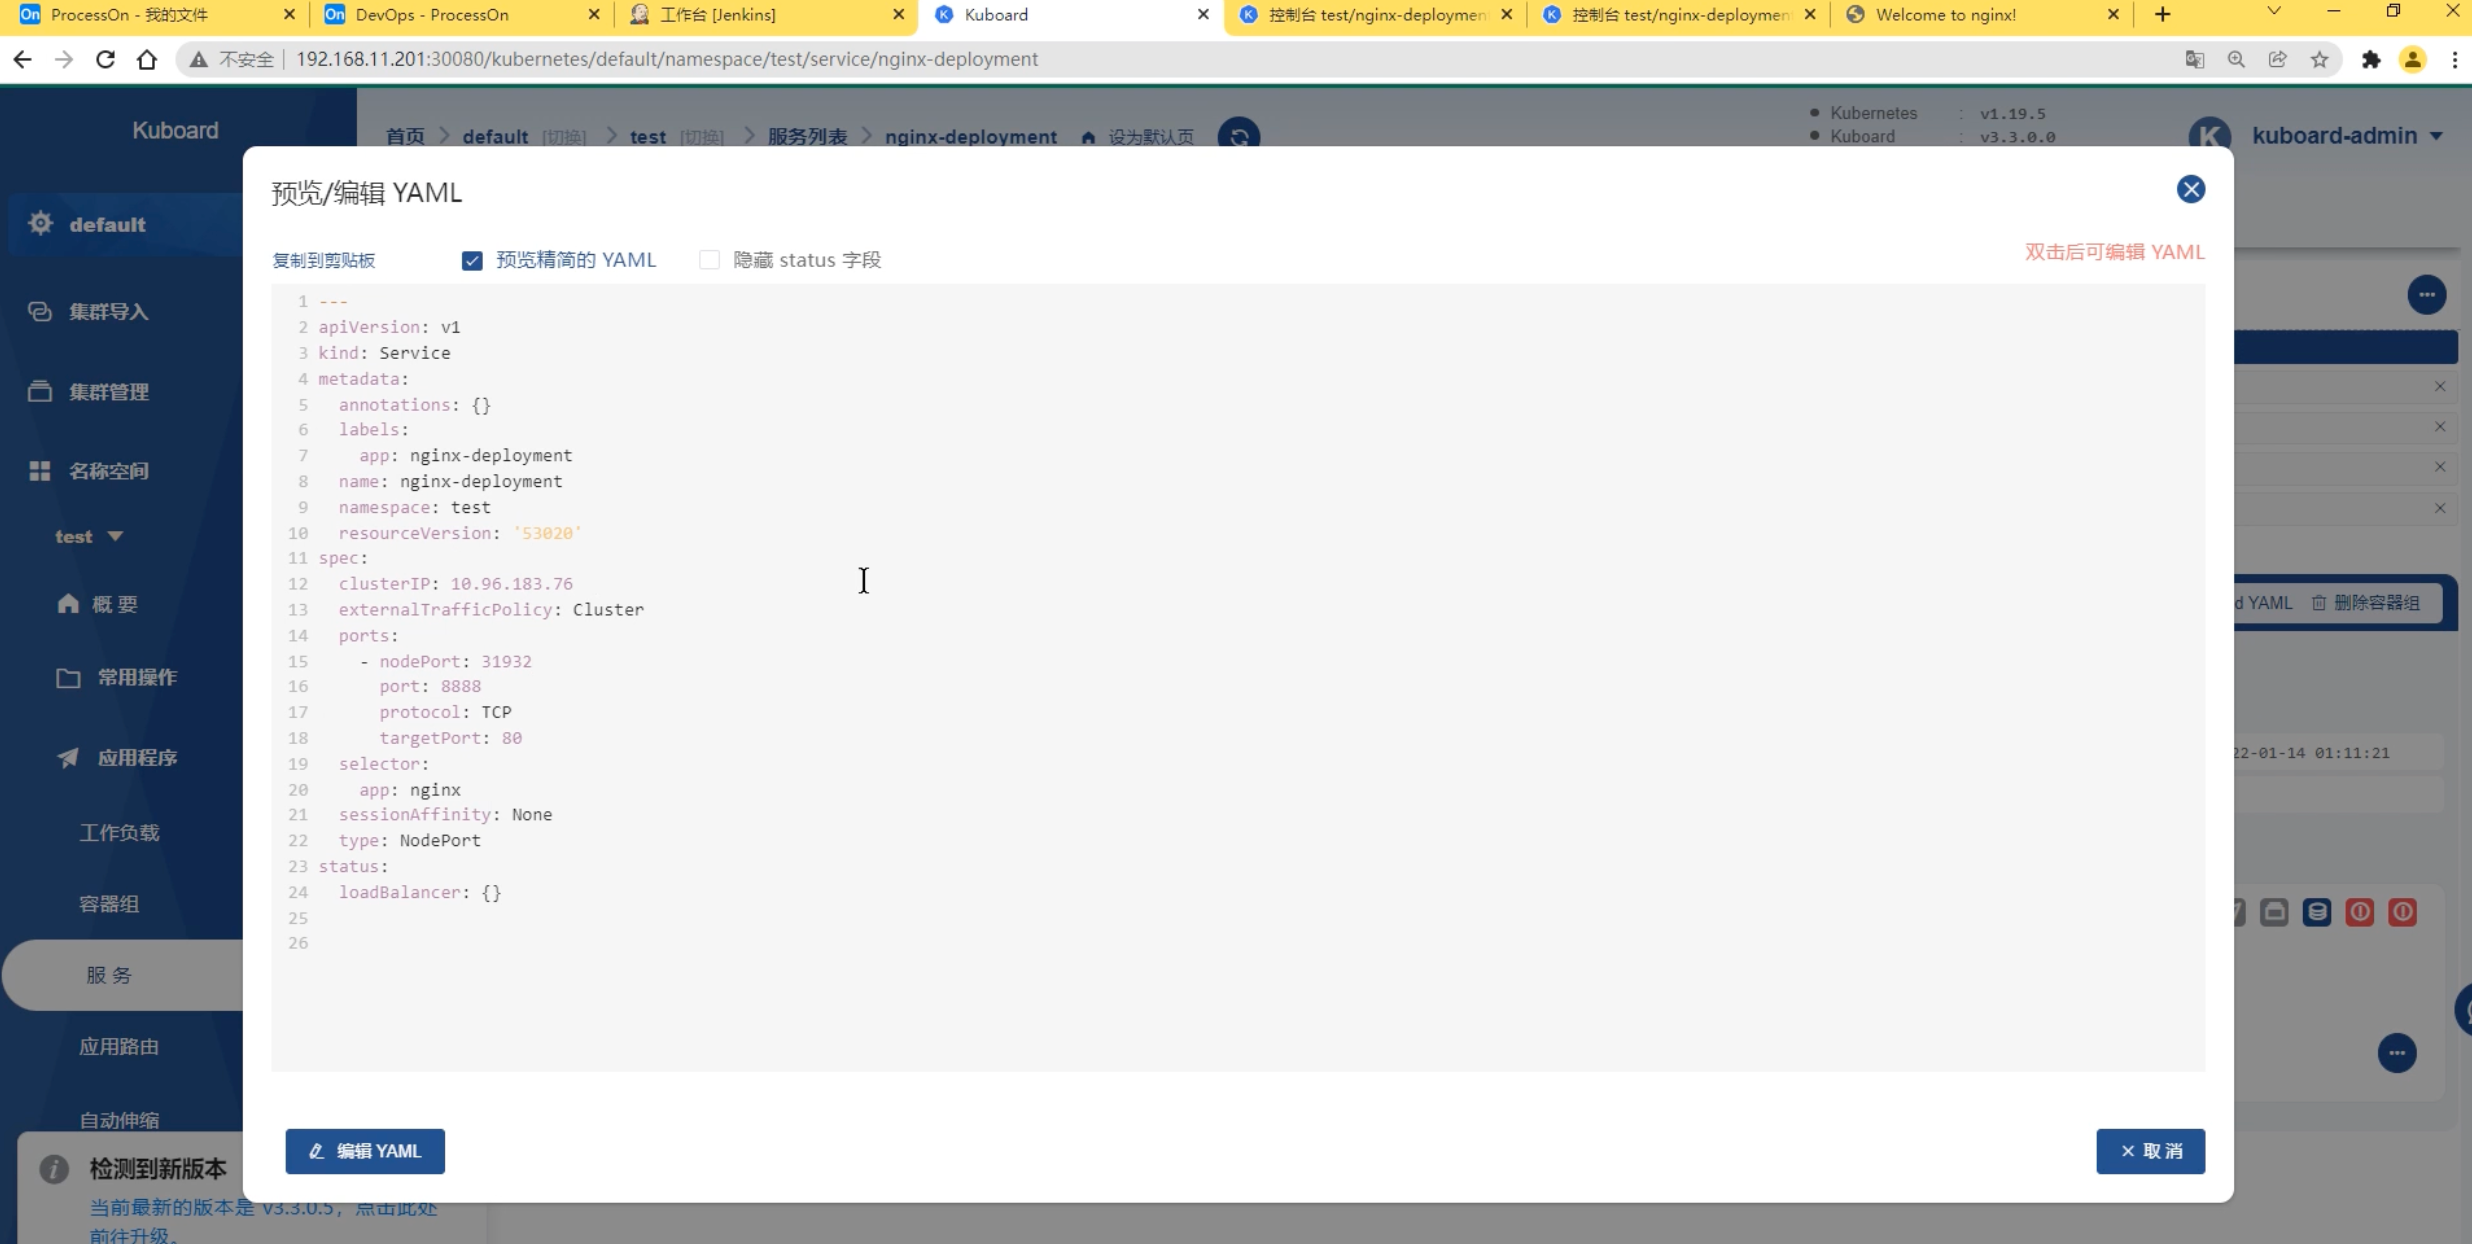 ProcessOn - 我的文件
DevOps - ProcessOn
工作台 [Jenkins]
Kuboard
控制台 test/nginx-deploymen
控制台 test/nginx-deploymen
Welcome to nginx!
不安全 | 192.168.11.201:30080/kubernetes/default/namespace/test/service/nginx-deployment
Kuboard
首页 > default [切换] > test [切换] > 服务列表 > nginx-deployment 设为默认页
Kubernetes : v1.19.5
Kuboard : v3.3.0.0
kuboard-admin
default
集群导入
集群管理
名称空间
test
概 要
常用操作
应用程序
工作负载
容器组
服 务
应用路由
自动伸缩
检测到新版本
当前最新的版本是 v3.3.0.5，点击此处
前往升级。
预览/编辑 YAML
复制到剪贴板 预览精简的 YAML 隐藏 status 字段
双击后可编辑 YAML
1 ---
2 apiVersion: v1
3 kind: Service
4 metadata:
5   annotations: {}
6   labels:
7     app: nginx-deployment
8   name: nginx-deployment
9   namespace: test
10   resourceVersion: '53020'
11 spec:
12   clusterIP: 10.96.183.76
13   externalTrafficPolicy: Cluster
14   ports:
15     - nodePort: 31932
16       port: 8888
17       protocol: TCP
18       targetPort: 80
19   selector:
20     app: nginx
21   sessionAffinity: None
22   type: NodePort
23 status:
24   loadBalancer: {}
25
26
编辑 YAML
取 消
d YAML 删除容器组
22-01-14 01:11:21